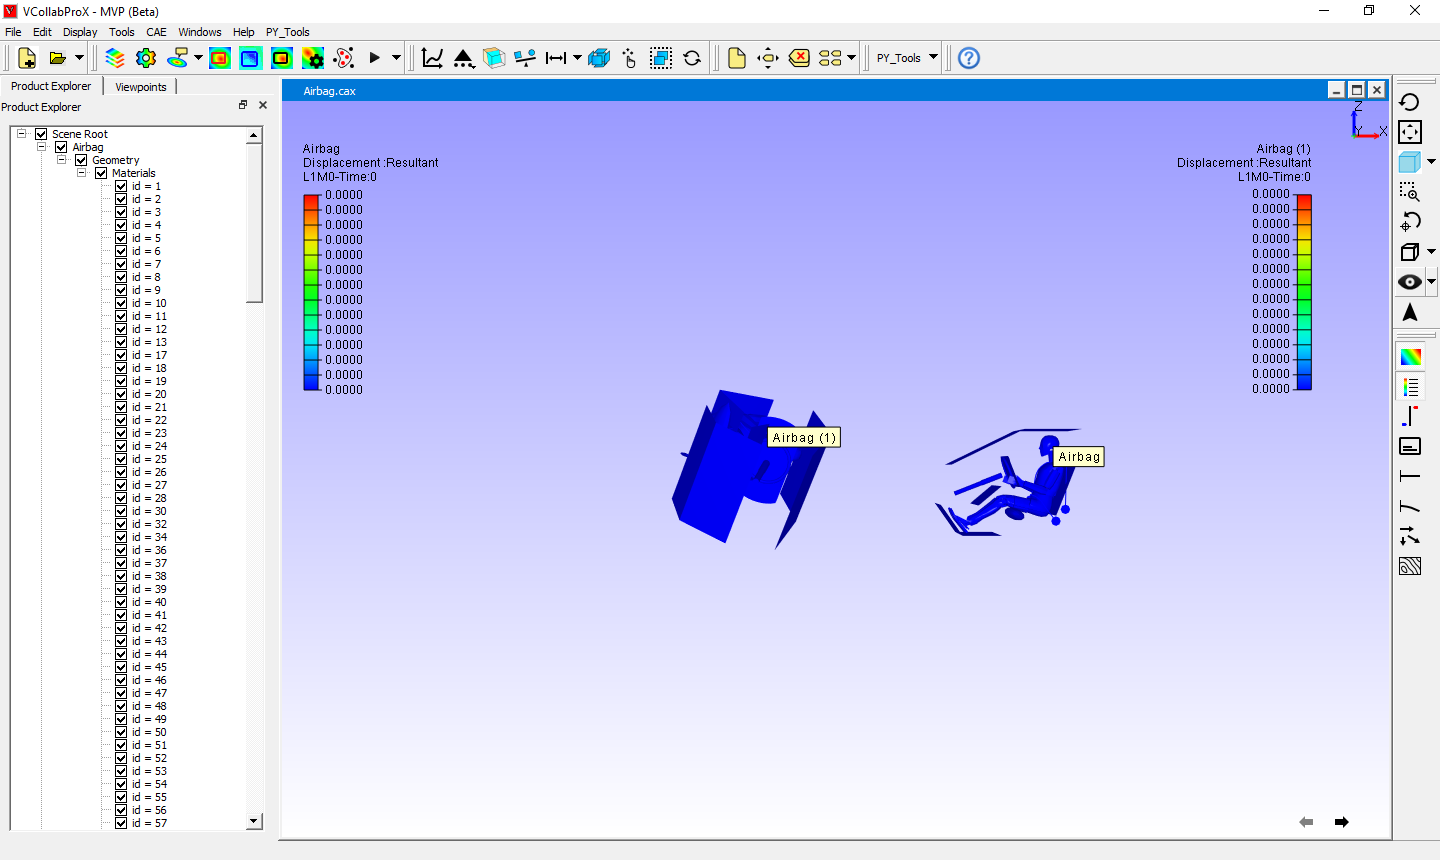 VCollabProX - MVP (Beta)
File Edit Display Tools CAE Windows Help PY_Tools
PY_Tools
Product Explorer Viewpoints
Product Explorer
Scene Root
Airbag
Geometry
Materials
id = 1
id = 2
id = 3
id = 4
id = 5
id = 6
id = 7
id = 8
id = 9
id = 10
id = 11
id = 12
id = 13
id = 17
id = 18
id = 19
id = 20
id = 21
id = 22
id = 23
id = 24
id = 25
id = 26
id = 27
id = 28
id = 30
id = 32
id = 34
id = 36
id = 37
id = 38
id = 39
id = 40
id = 41
id = 42
id = 43
id = 44
id = 45
id = 46
id = 47
id = 48
id = 49
id = 50
id = 51
id = 52
id = 53
id = 54
id = 55
id = 56
id = 57
Airbag.cax
Airbag
Displacement :Resultant
L1M0-Time:0
0.0000
0.0000
0.0000
0.0000
0.0000
0.0000
0.0000
0.0000
0.0000
0.0000
0.0000
0.0000
0.0000
0.0000
Z
Y X
Airbag (1)
Displacement :Resultant
L1M0-Time:0
0.0000
0.0000
0.0000
0.0000
0.0000
0.0000
0.0000
0.0000
0.0000
0.0000
0.0000
0.0000
0.0000
0.0000
Airbag (1)
Airbag